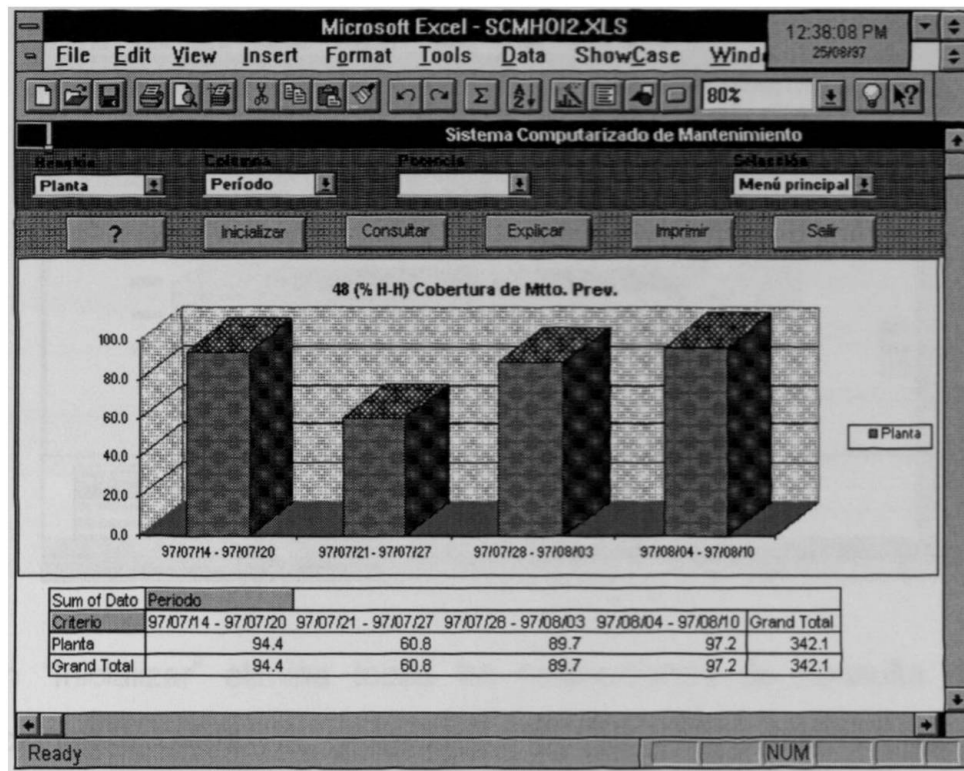 Microsoft Excel - SCMHOI2.XLS
12:38:08 PM
25/08/97
File Edit View Insert Format Tools Data ShowCase Wind
80%
Sistema Computarizado de Mantenimiento
Renglón Columna Potencia Selección
Planta Período Menú principal
? Inicializar Consultar Explicar Imprimir Salir
48 (% H-H) Cobertura de Mtto. Prev.
100.0
80.0
60.0
40.0
20.0
0.0
Planta
97/07/14 - 97/07/20 97/07/21 - 97/07/27 97/07/28 - 97/08/03 97/08/04 - 97/08/10
Sum of Dato Periodo
Criterio 97/07/14 - 97/07/20 97/07/21 - 97/07/27 97/07/28 - 97/08/03 97/08/04 - 97/08/10 Grand Total
Planta 94.4 60.8 89.7 97.2 342.1
Grand Total 94.4 60.8 89.7 97.2 342.1
Ready NUM